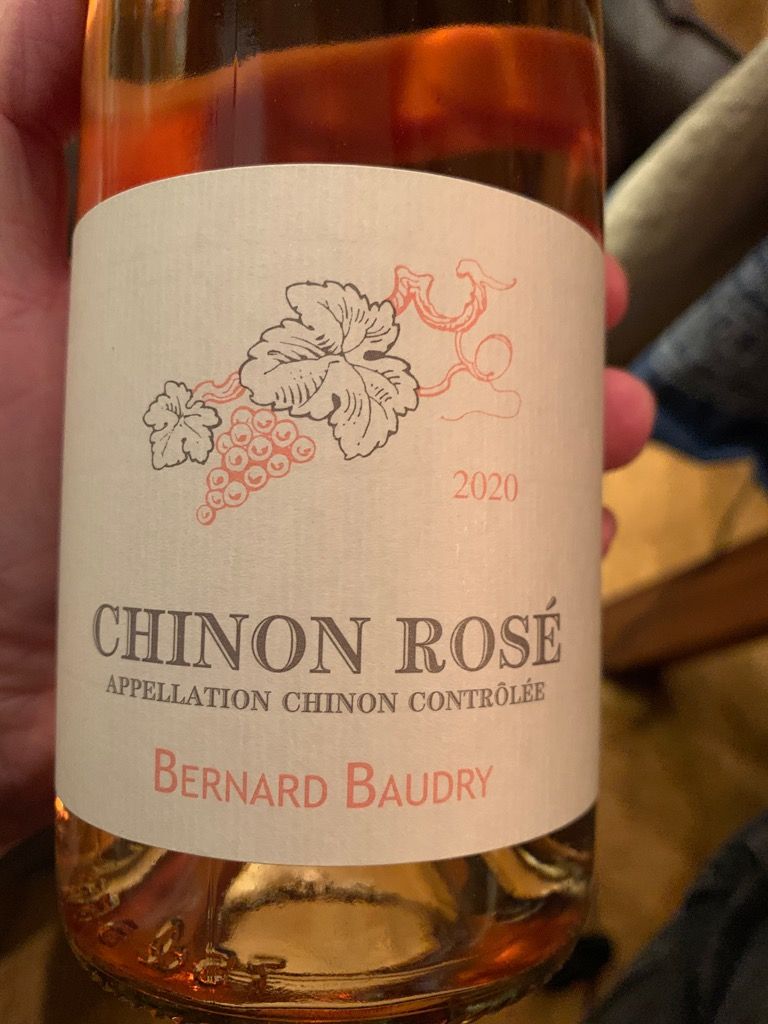 2020
CHINON ROSÉ
APPELLATION CHINON CONTRÔLÉE
BERNARD BAUDRY